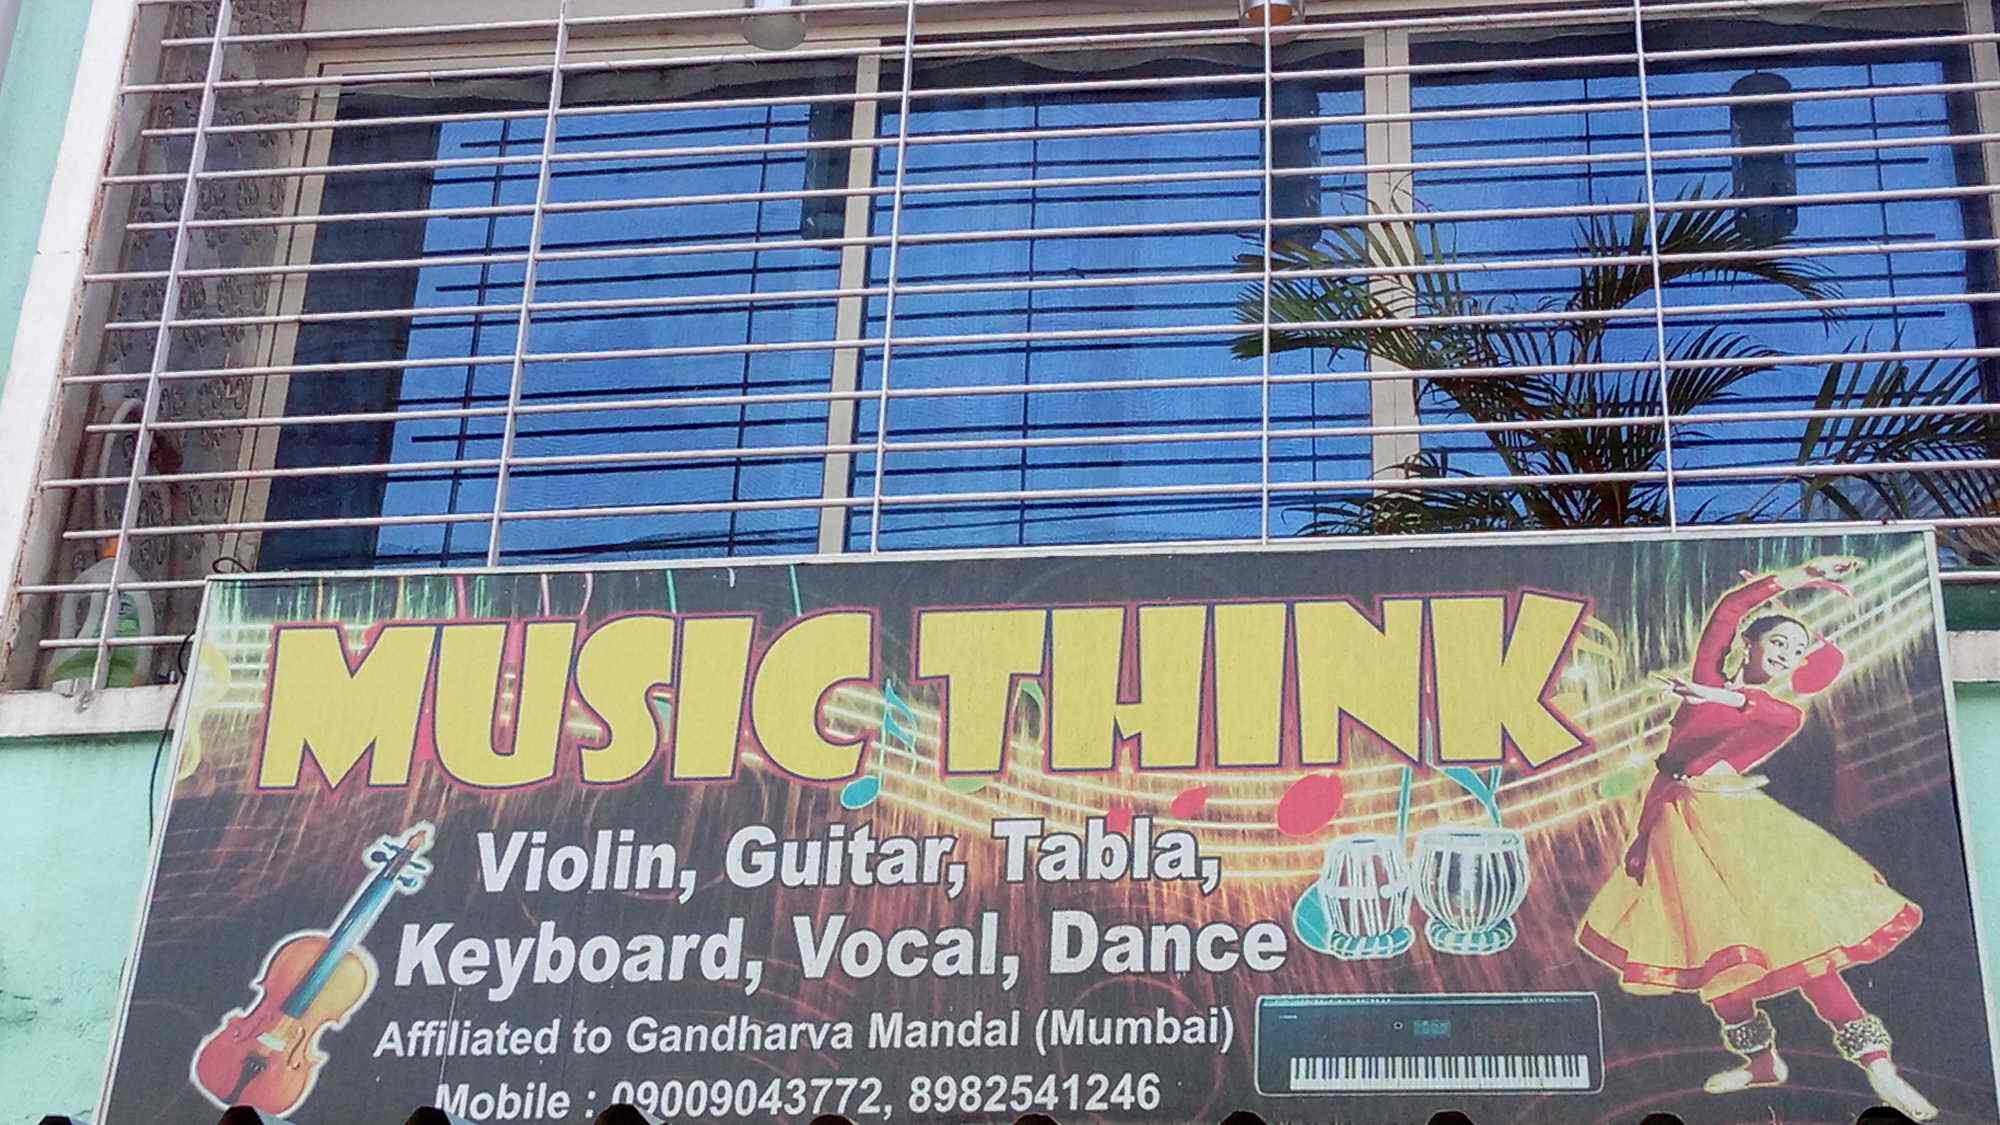 MUSIC THINK
Violin, Guitar, Tabla,
Keyboard, Vocal, Dance
Affiliated to Gandharva Mandal (Mumbai)
Mobile : 09009043772, 8982541246